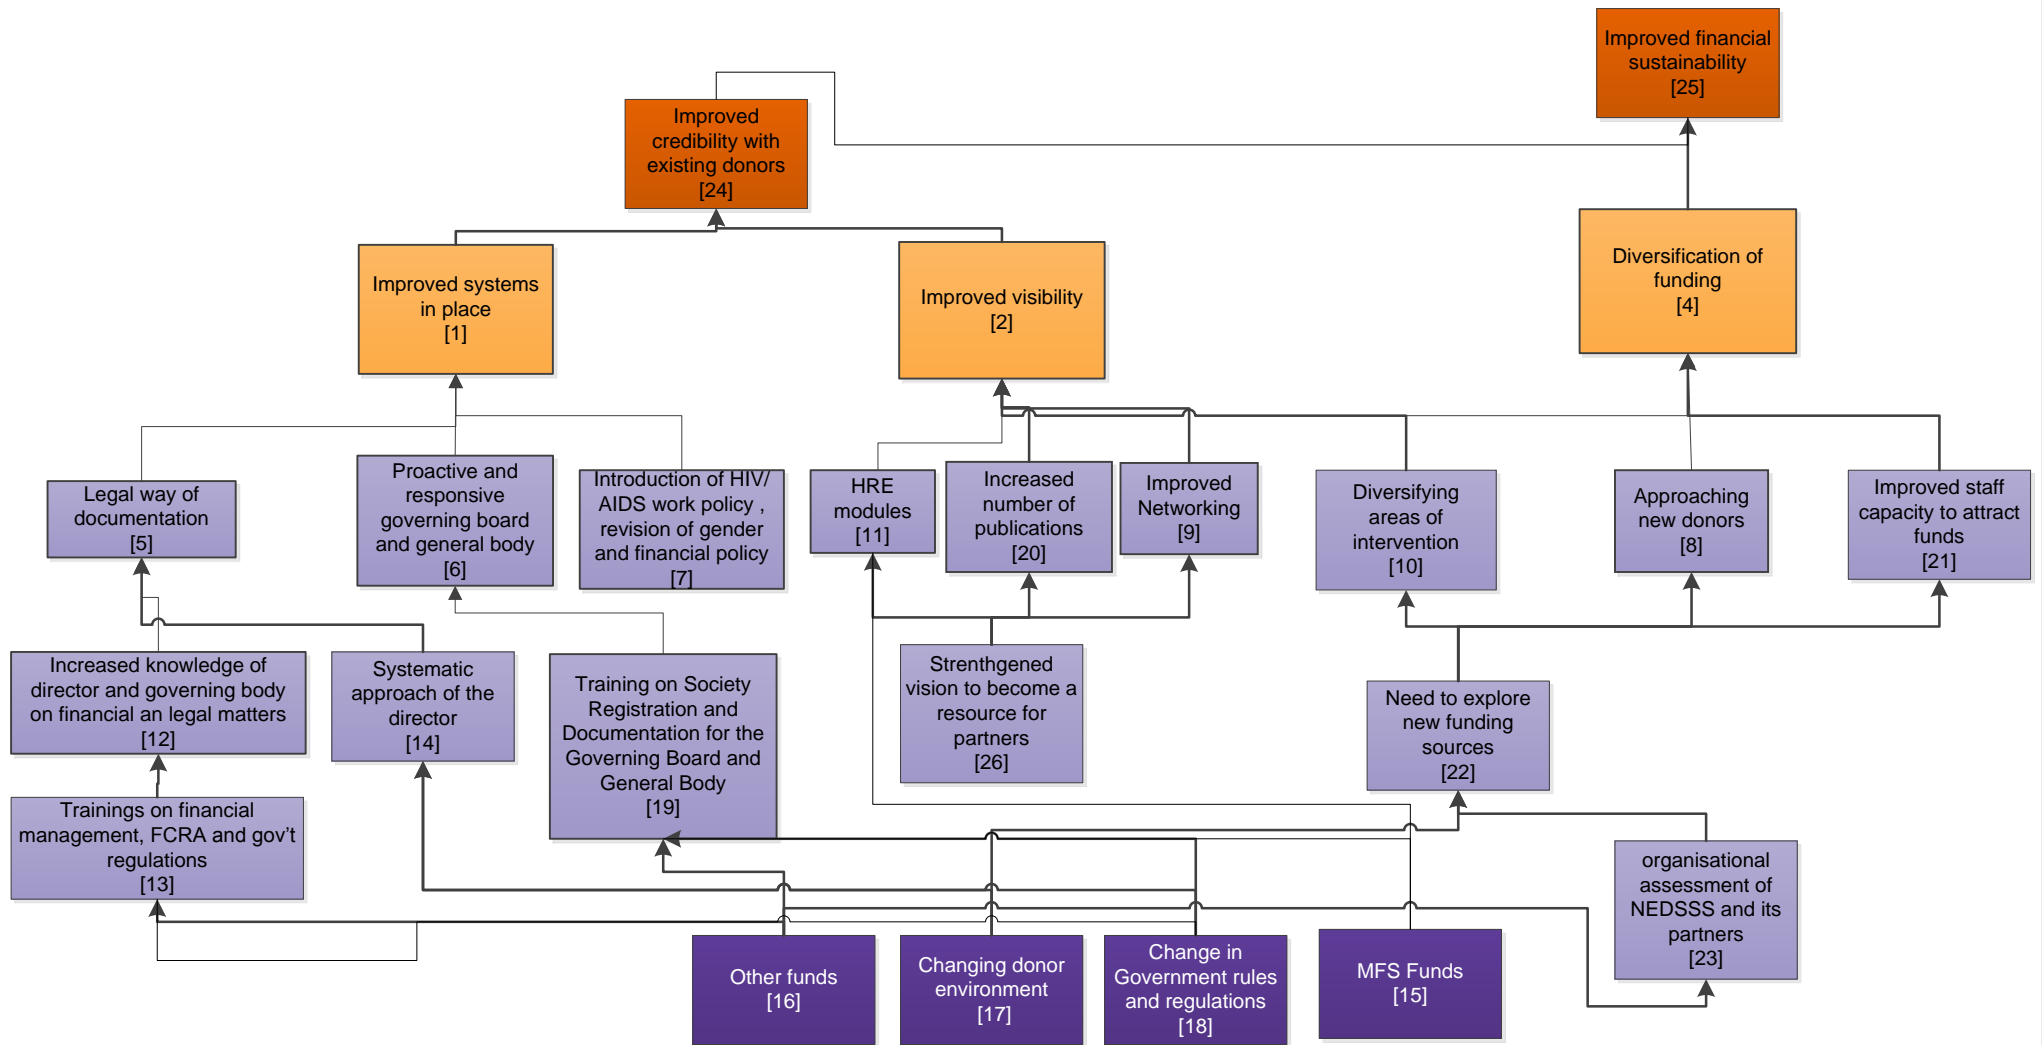 Improved financial
sustainability
[25]
Improved
credibility with
existing donors
[24]
Improved systems
in place
[1]
Improved visibility
[2]
Diversification of
funding
[4]
Legal way of
documentation
[5]
Proactive and
responsive
governing board
and general body
[6]
Introduction of HIV/
AIDS work policy ,
revision of gender
and financial policy
[7]
HRE
modules
[11]
Increased
number of
publications
[20]
Improved
Networking
[9]
Diversifying
areas of
intervention
[10]
Approaching
new donors
[8]
Improved staff
capacity to attract
funds
[21]
Increased knowledge of
director and governing body
on financial an legal matters
[12]
Systematic
approach of the
director
[14]
Training on Society
Registration and
Documentation for the
Governing Board and
General Body
[19]
Strenthgened
vision to become a
resource for
partners
[26]
Need to explore
new funding
sources
[22]
Trainings on financial
management, FCRA and gov't
regulations
[13]
organisational
assessment of
NEDSSS and its
partners
[23]
Other funds
[16]
Changing donor
environment
[17]
Change in
Government rules
and regulations
[18]
MFS Funds
[15]